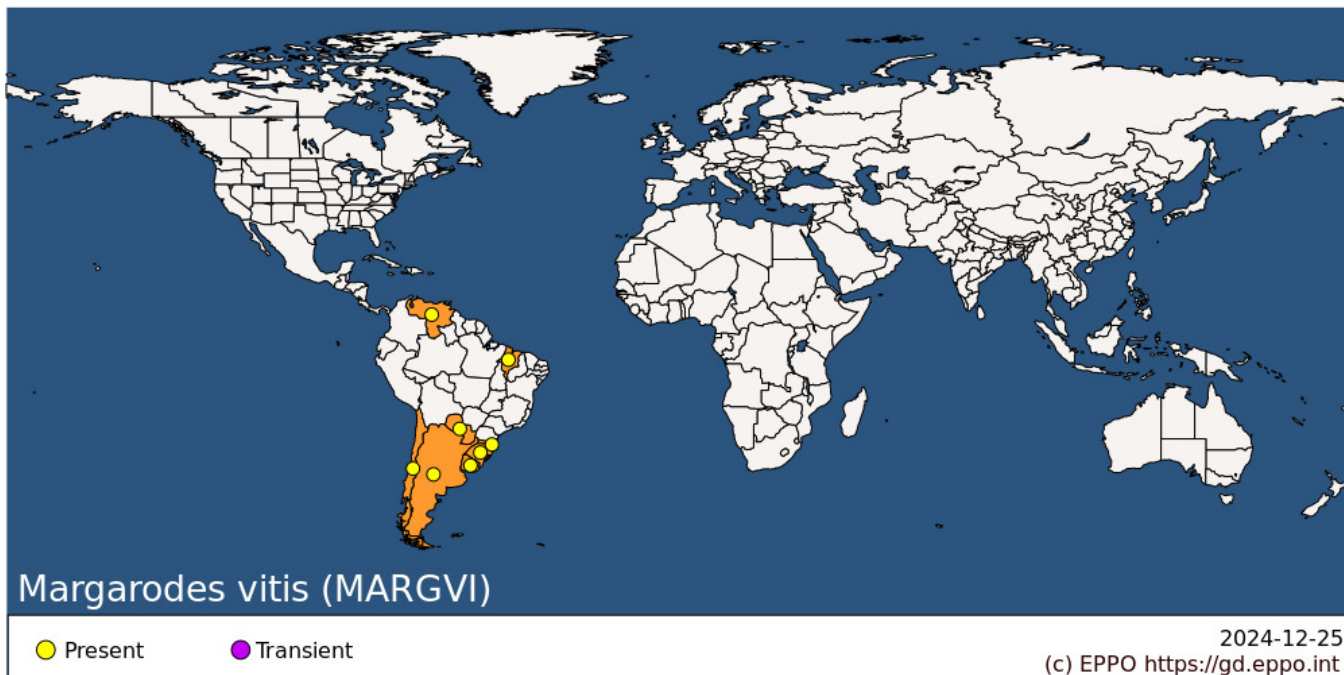 Margarodes vitis (MARGVI)
Present
Transient
2024-12-25
(c) EPPO https://gd.eppo.int